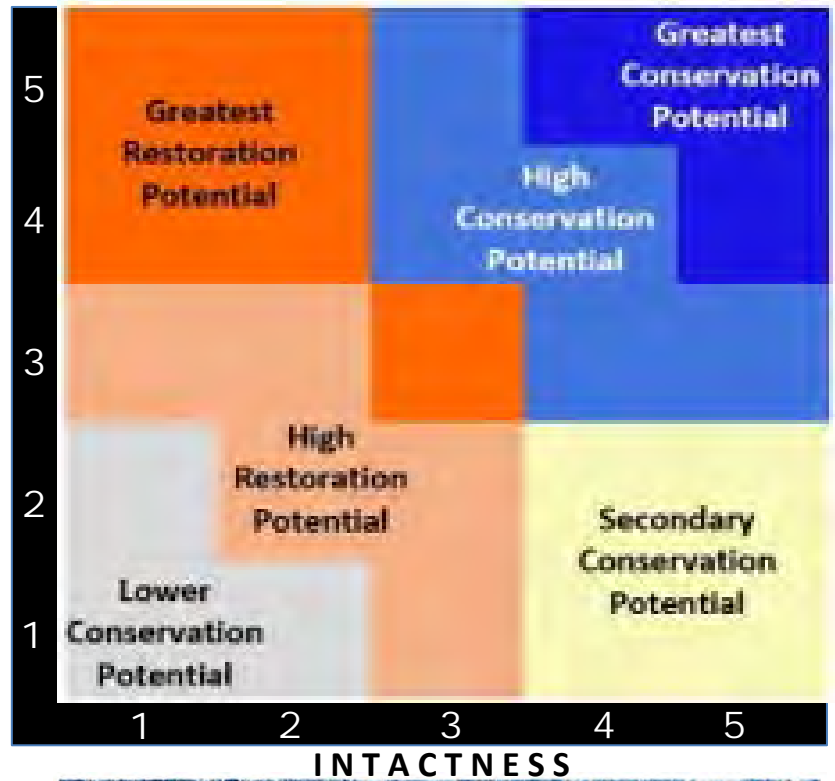 5
Greatest
Restoration
Potential
Greatest
Conservation
Potential
4
High
Conservation
Potential
3
2
High
Restoration
Potential
Secondary
Conservation
Potential
1
Lower
Conservation
Potential
1 2 3 4 5
INTACTNESS